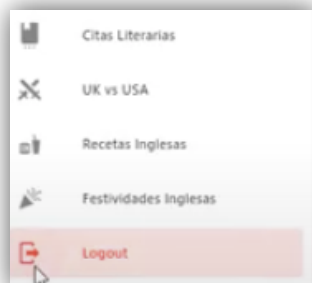 Citas Literarias
UK vs USA
Recetas Inglesas
Festividades Inglesas
Logout